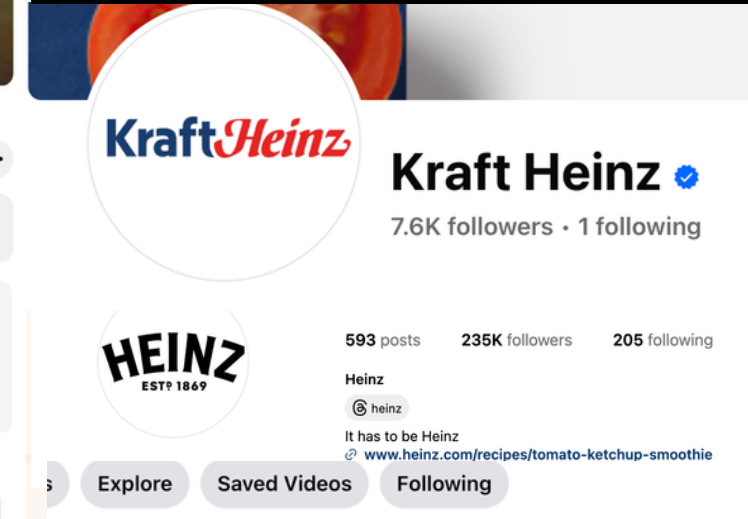 KraftHeinz
Kraft Heinz
7.6K followers • 1 following
HEINZ
ESTD 1869
593 posts 235K followers 205 following
Heinz
heinz
It has to be Heinz
www.heinz.com/recipes/tomato-ketchup-smoothie
s Explore Saved Videos Following